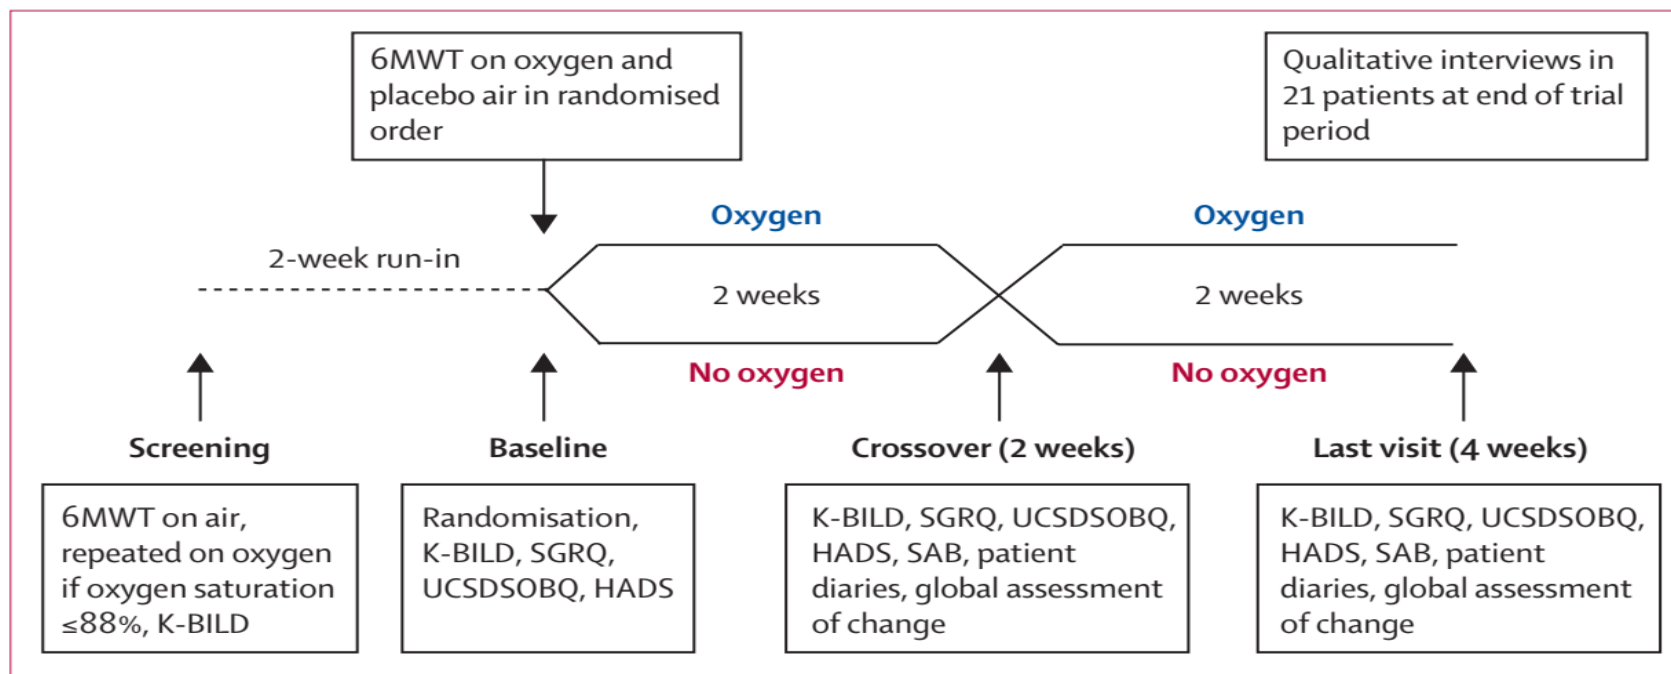 6MWT on oxygen and
placebo air in randomised
order
Qualitative interviews in
21 patients at end of trial
period
Oxygen
Oxygen
2-week run-in
2 weeks
2 weeks
No oxygen
No oxygen
Screening
6MWT on air,
repeated on oxygen
if oxygen saturation
≤88%, K-BILD
Baseline
Randomisation,
K-BILD, SGRQ,
UCSDSOBQ, HADS
Crossover (2 weeks)
K-BILD, SGRQ, UCSDSOBQ,
HADS, SAB, patient
diaries, global assessment
of change
Last visit (4 weeks)
K-BILD, SGRQ, UCSDSOBQ,
HADS, SAB, patient
diaries, global assessment
of change